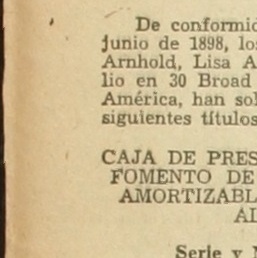 De conformid
junio de 1898, lo
Arnhold, Lisa A
lio en 30 Broad
América, han sol
siguientes títulos
CAJA DE PRES
FOMENTO DE
AMORTIZABL
AL
Serie y N